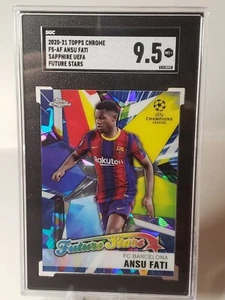 SGC
2020-21 TOPPS CHROME
FS-AF ANSU FATI
SAPPHIRE UEFA
FUTURE STARS
9.5
CHAMPIONS
LEAGUE
Future Stars
FC BARCELONA
ANSU FATI